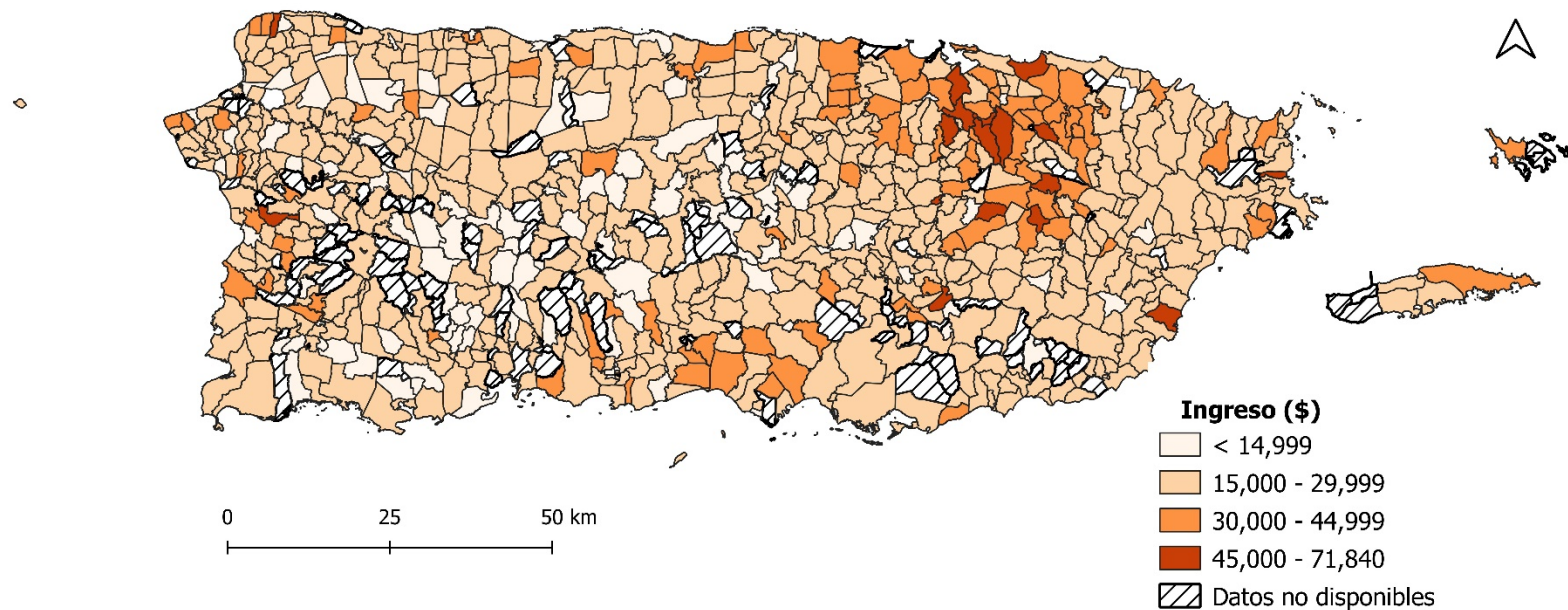 Ingreso ($)
< 14,999
15,000 - 29,999
30,000 - 44,999
45,000 - 71,840
Datos no disponibles
0 25 50 km